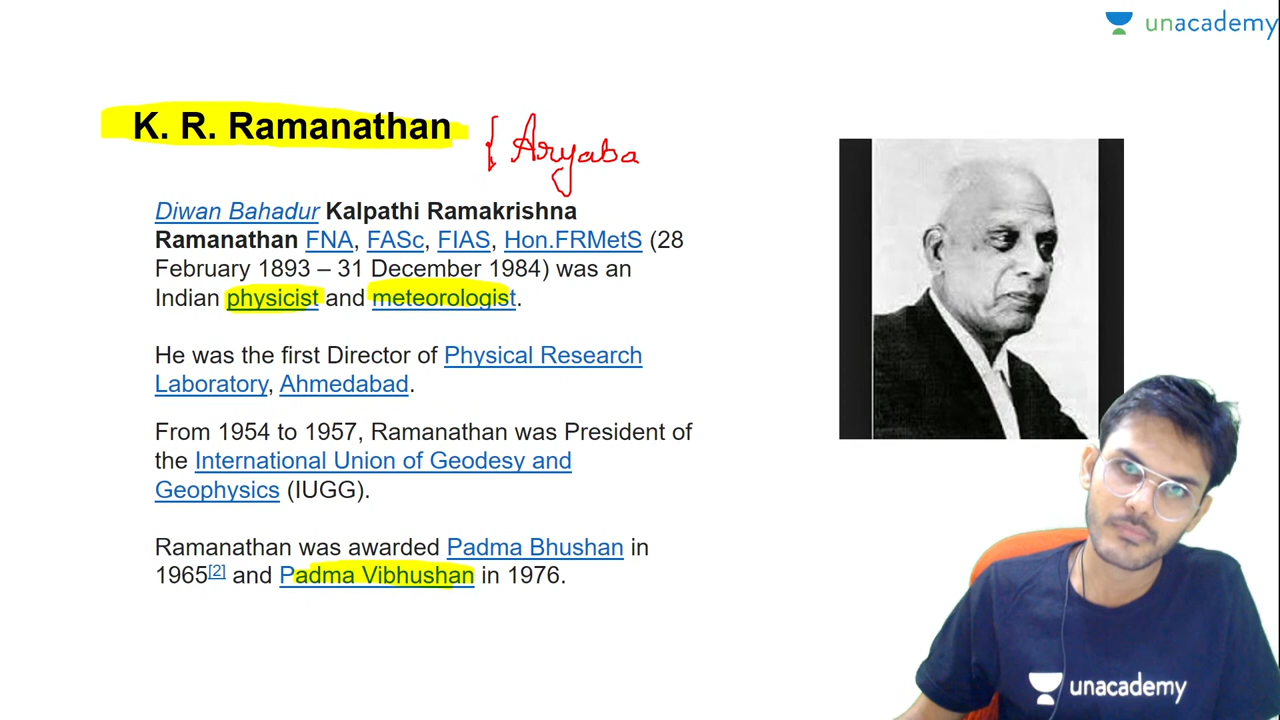 unacademy
K. R. Ramanathan
{ Aryaba
Diwan Bahadur Kalpathi Ramakrishna
Ramanathan FNA, FASc, FIAS, Hon.FRMetS (28
February 1893 – 31 December 1984) was an
Indian physicist and meteorologist.
He was the first Director of Physical Research
Laboratory, Ahmedabad.
From 1954 to 1957, Ramanathan was President of
the International Union of Geodesy and
Geophysics (IUGG).
Ramanathan was awarded Padma Bhushan in
1965[2] and Padma Vibhushan in 1976.
unacademy